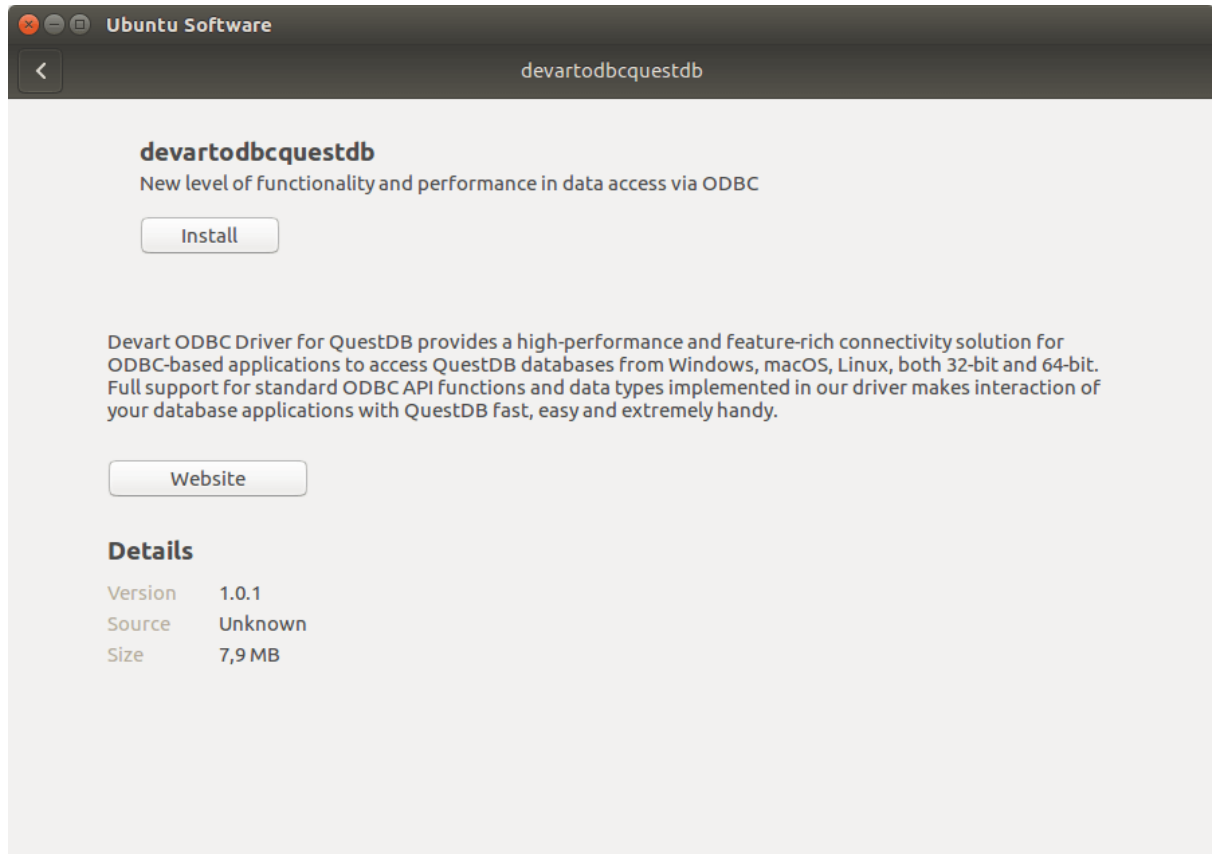 Ubuntu Software
devartodbcquestdb
devartodbcquestdb
New level of functionality and performance in data access via ODBC
Install
Devart ODBC Driver for QuestDB provides a high-performance and feature-rich connectivity solution for
ODBC-based applications to access QuestDB databases from Windows, macOS, Linux, both 32-bit and 64-bit.
Full support for standard ODBC API functions and data types implemented in our driver makes interaction of
your database applications with QuestDB fast, easy and extremely handy.
Website
Details
Version 1.0.1
Source Unknown
Size 7,9 MB